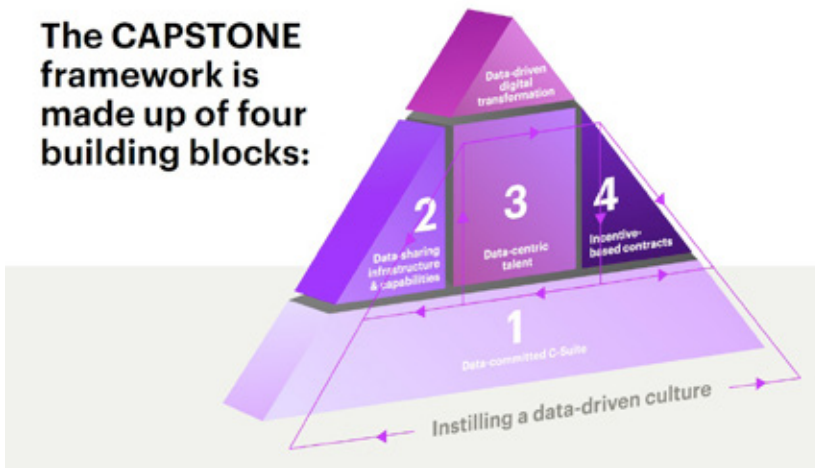 The CAPSTONE
framework is
made up of four
building blocks:
Data-driven
digital
transformation
2
Data-sharing
infrastructure
& capabilities
3
Data-centric
talent
4
Incentive-
based contracts
1
Data-committed C-Suite
Instilling a data-driven culture